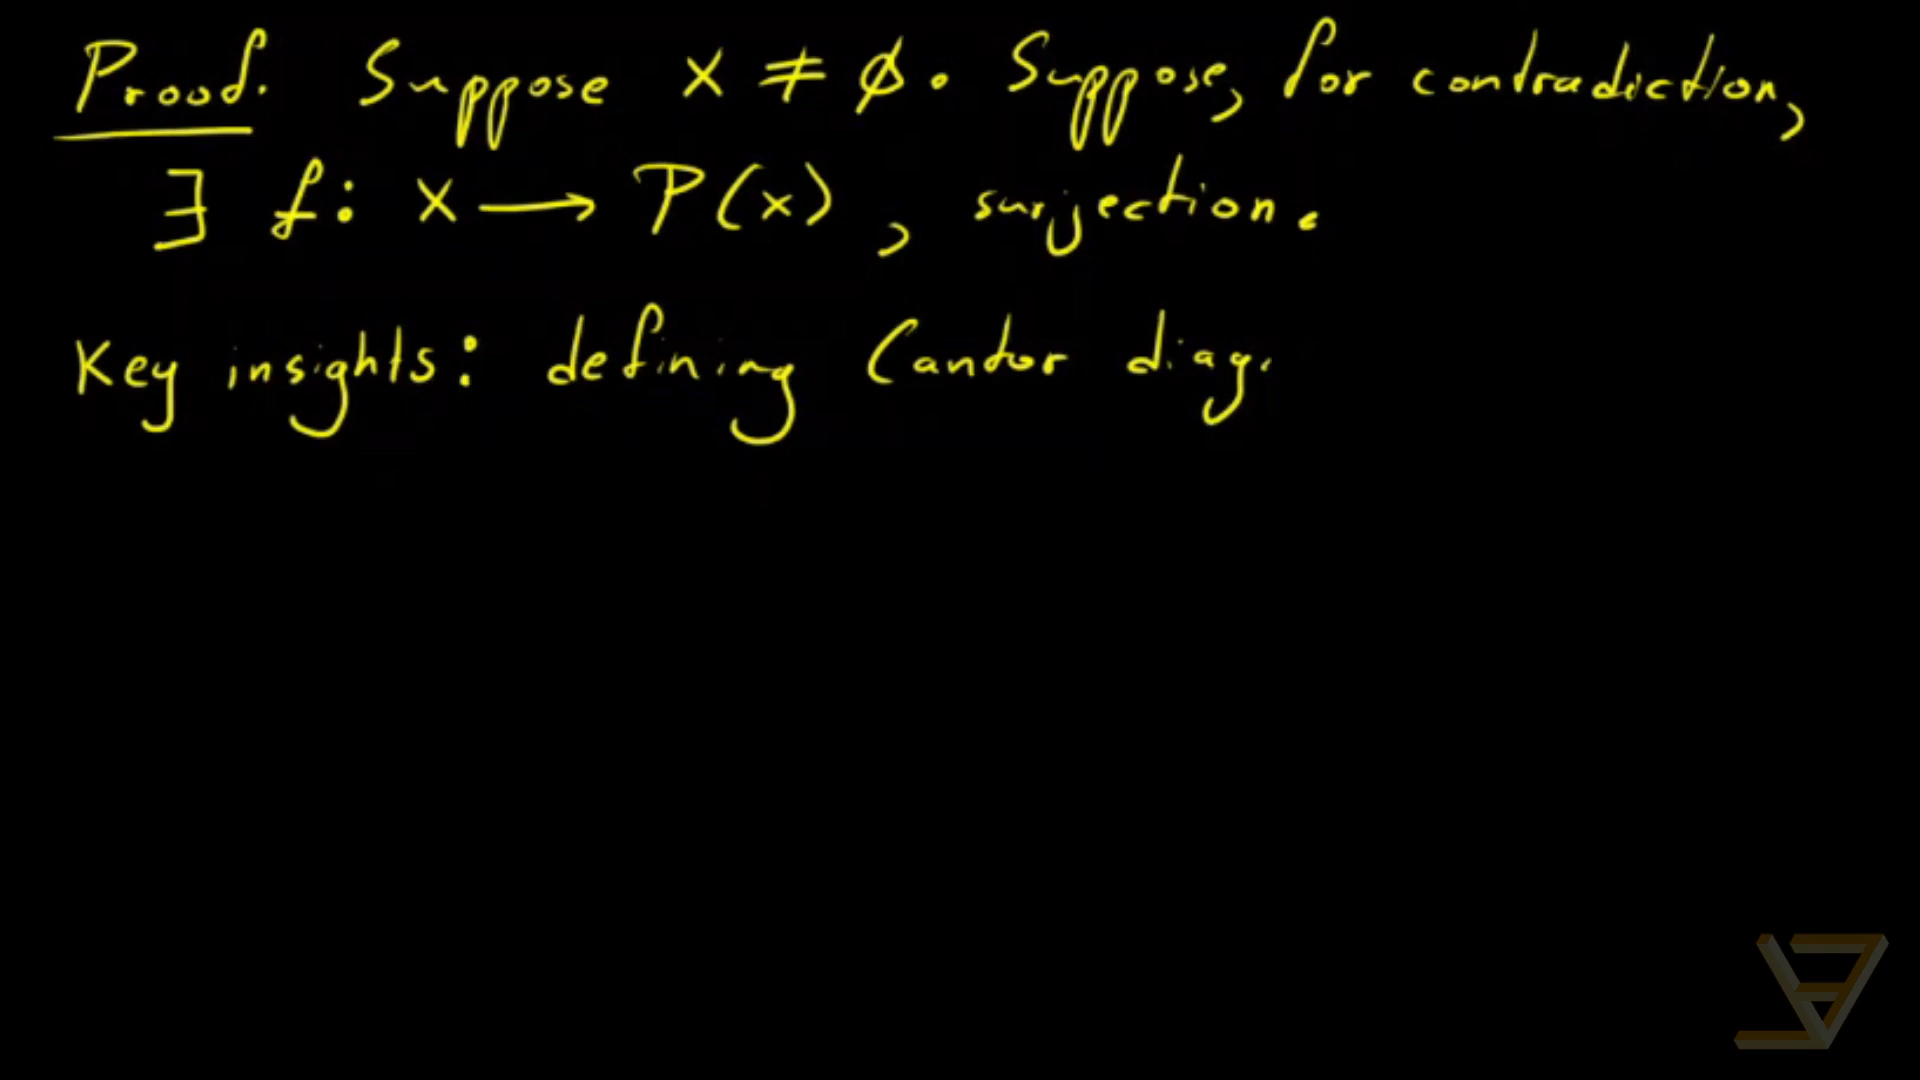 Proof. Suppose X ≠ ∅. Suppose, for contradiction,
∃ f: X → P(X), surjection.
Key insights: defining Cantor diag.